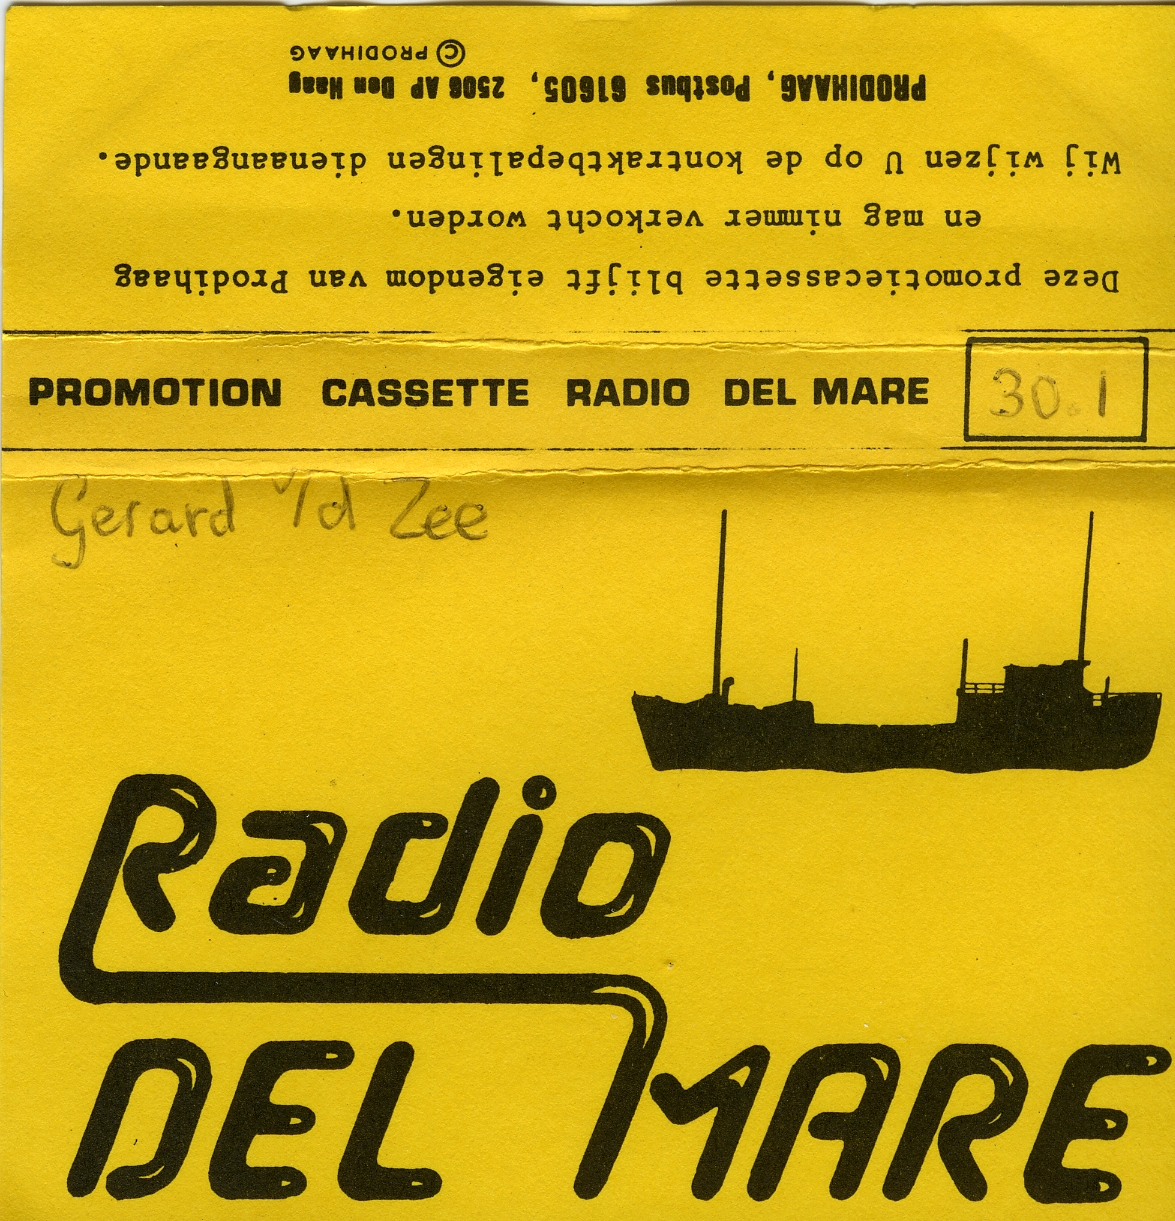 Deze promotiecassette blijft eigendom van Prodihaag
en mag nimmer verkocht worden.
Wij wijzen U op de kontraktbepalingen dienaangaande.
PRODIHAAG, Postbus 61605, 2506 AP Den Haag
© PRODIHAAG
PROMOTION CASSETTE RADIO DEL MARE 30.1
Gerard v/d Zee
Radio
DEL MARE